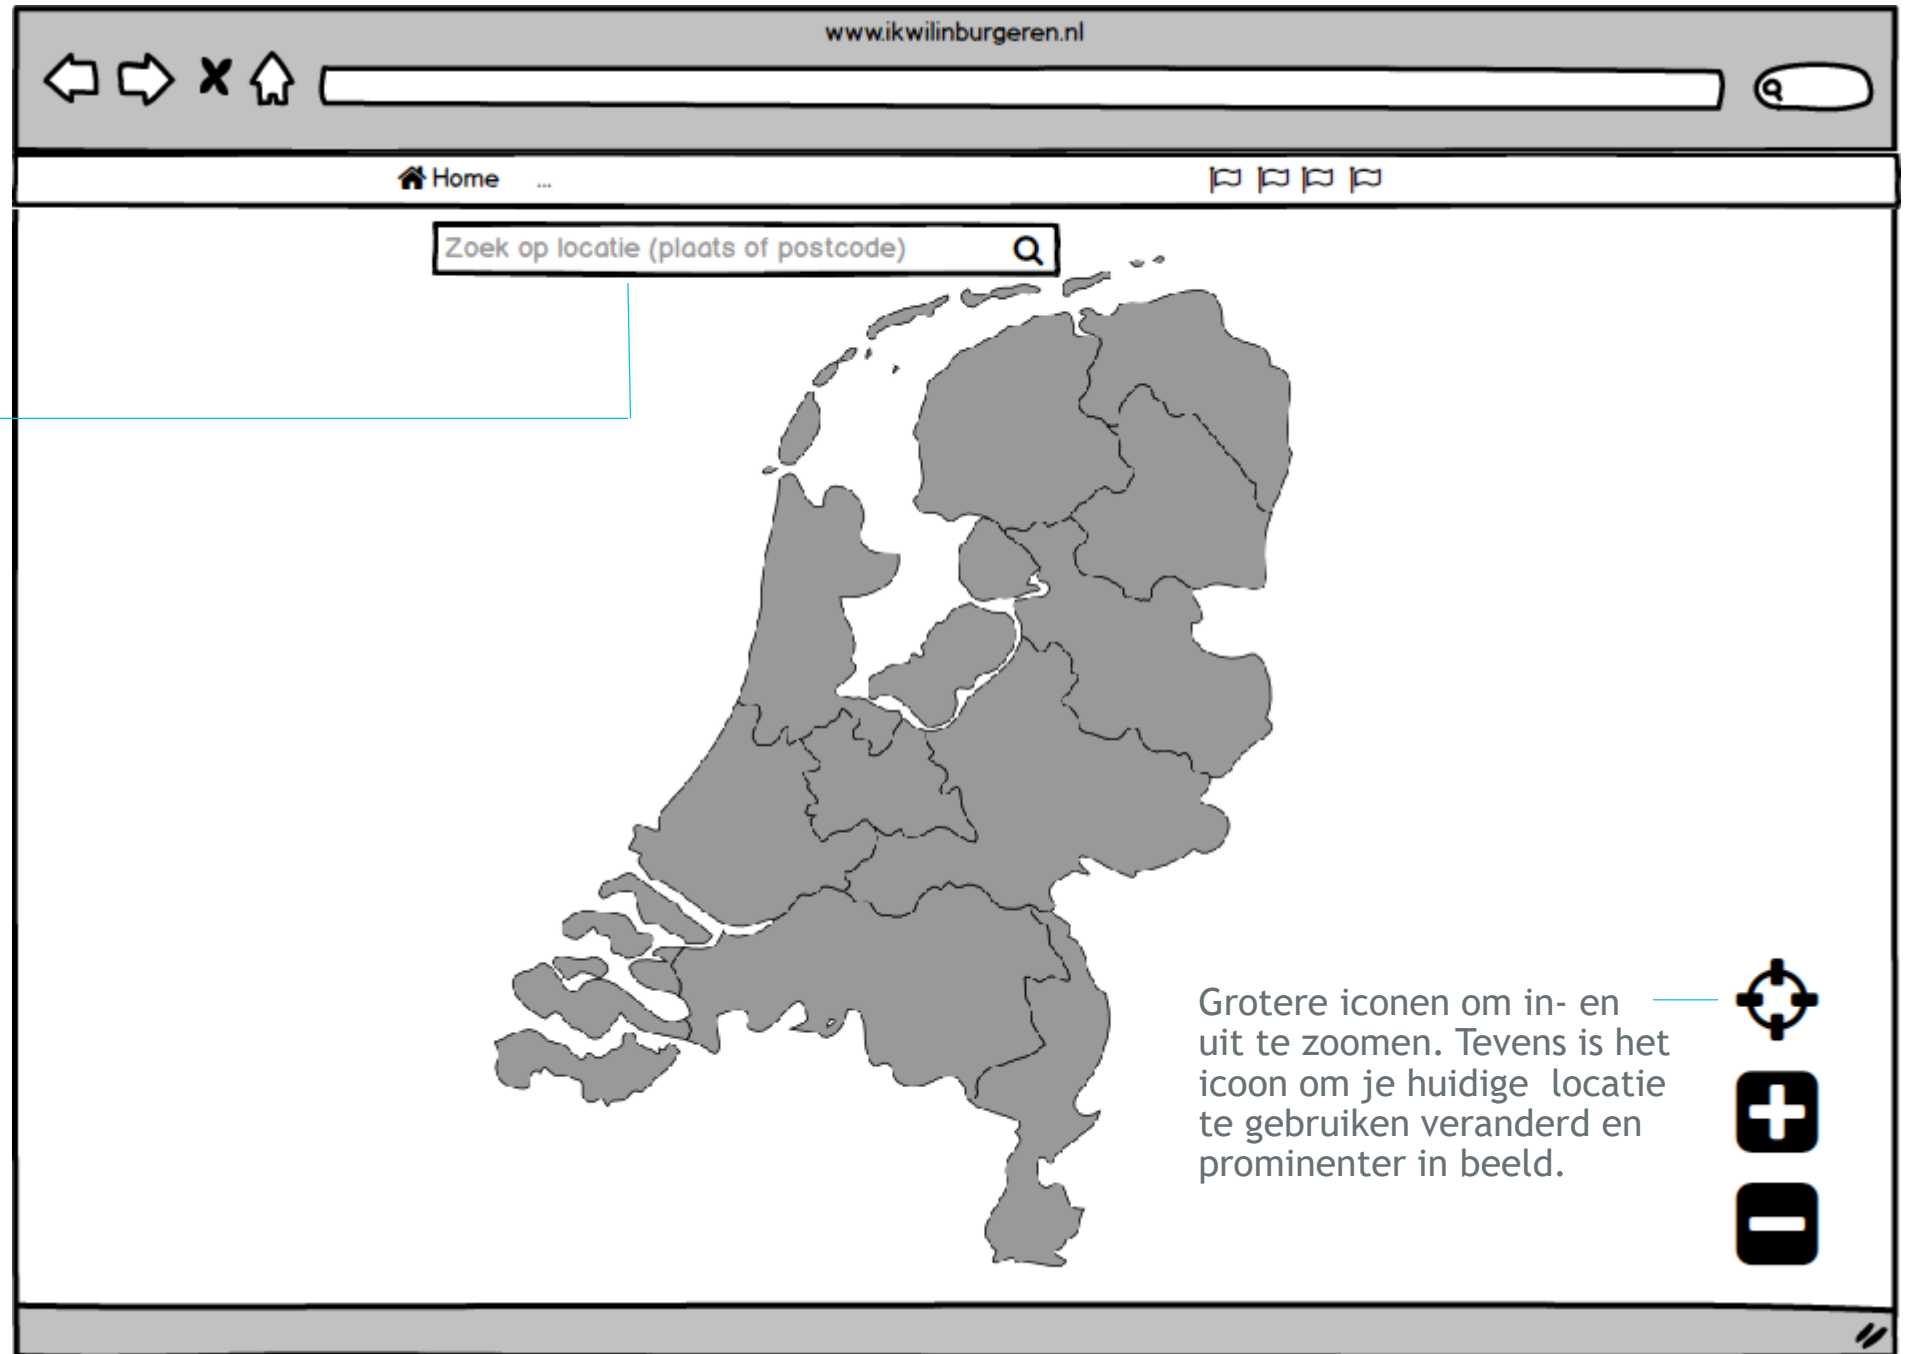 www.ikwilinburgeren.nl
Home ...
Zoek op locatie (plaats of postcode)
Grotere iconen om in- en
uit te zoomen. Tevens is het
icoon om je huidige locatie
te gebruiken veranderd en
prominenter in beeld.